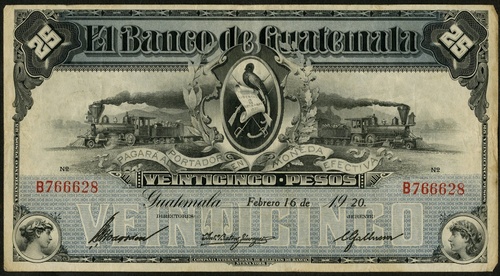 25 El Banco de Guatemala 25
Nº Nº
PAGARÁ AL PORTADOR EN MONEDA EFECTIVA
B766628 VEINTICINCO PESOS B766628
Guatemala Febrero 16 de 1920.
VEINTICINCO
DIRECTORES GERENTE